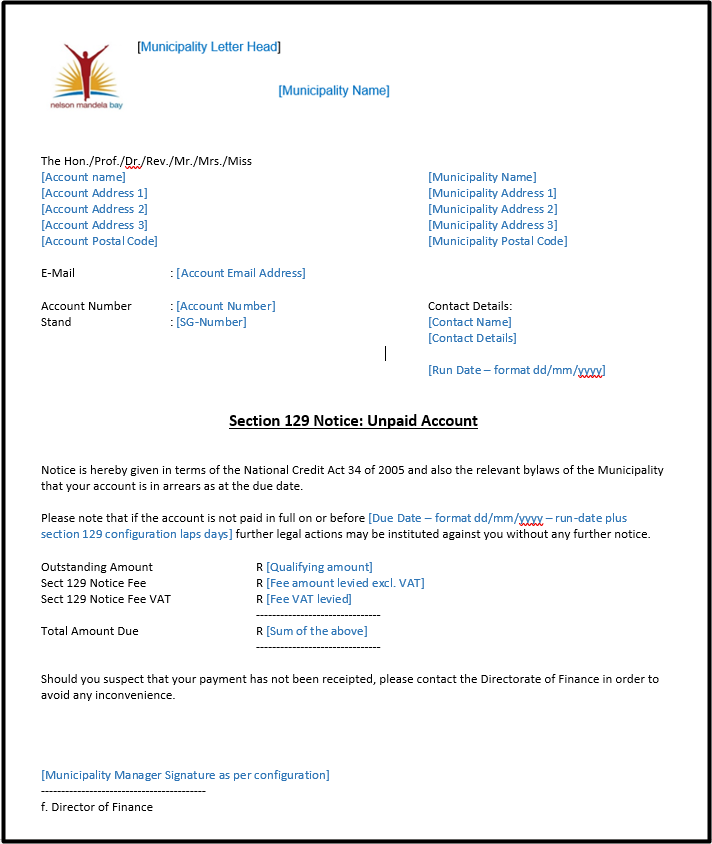 [Municipality Letter Head]
nelson mandela bay
[Municipality Name]
The Hon./Prof./Dr./Rev./Mr./Mrs./Miss
[Account name]
[Municipality Name]
[Account Address 1]
[Municipality Address 1]
[Account Address 2]
[Municipality Address 2]
[Account Address 3]
[Municipality Address 3]
[Account Postal Code]
[Municipality Postal Code]
E-Mail : [Account Email Address]
Account Number : [Account Number]
Contact Details:
Stand : [SG-Number]
[Contact Name]
[Contact Details]
[Run Date – format dd/mm/yyyy]
Section 129 Notice: Unpaid Account
Notice is hereby given in terms of the National Credit Act 34 of 2005 and also the relevant bylaws of the Municipality
that your account is in arrears as at the due date.
Please note that if the account is not paid in full on or before [Due Date – format dd/mm/yyyy – run-date plus
section 129 configuration laps days] further legal actions may be instituted against you without any further notice.
Outstanding Amount R [Qualifying amount]
Sect 129 Notice Fee R [Fee amount levied excl. VAT]
Sect 129 Notice Fee VAT R [Fee VAT levied]
-------------------------------
Total Amount Due R [Sum of the above]
-------------------------------
Should you suspect that your payment has not been receipted, please contact the Directorate of Finance in order to
avoid any inconvenience.
[Municipality Manager Signature as per configuration]
-----------------------------------------
f. Director of Finance